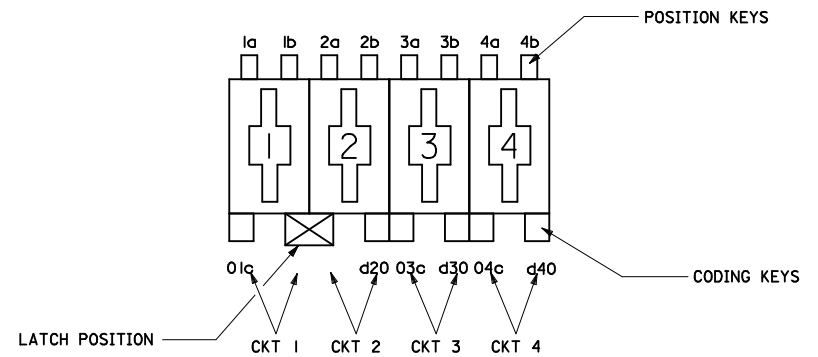 POSITION KEYS
1a 1b 2a 2b 3a 3b 4a 4b
1 2 3 4
01c d20 03c d30 04c d40
CODING KEYS
LATCH POSITION
CKT 1 CKT 2 CKT 3 CKT 4